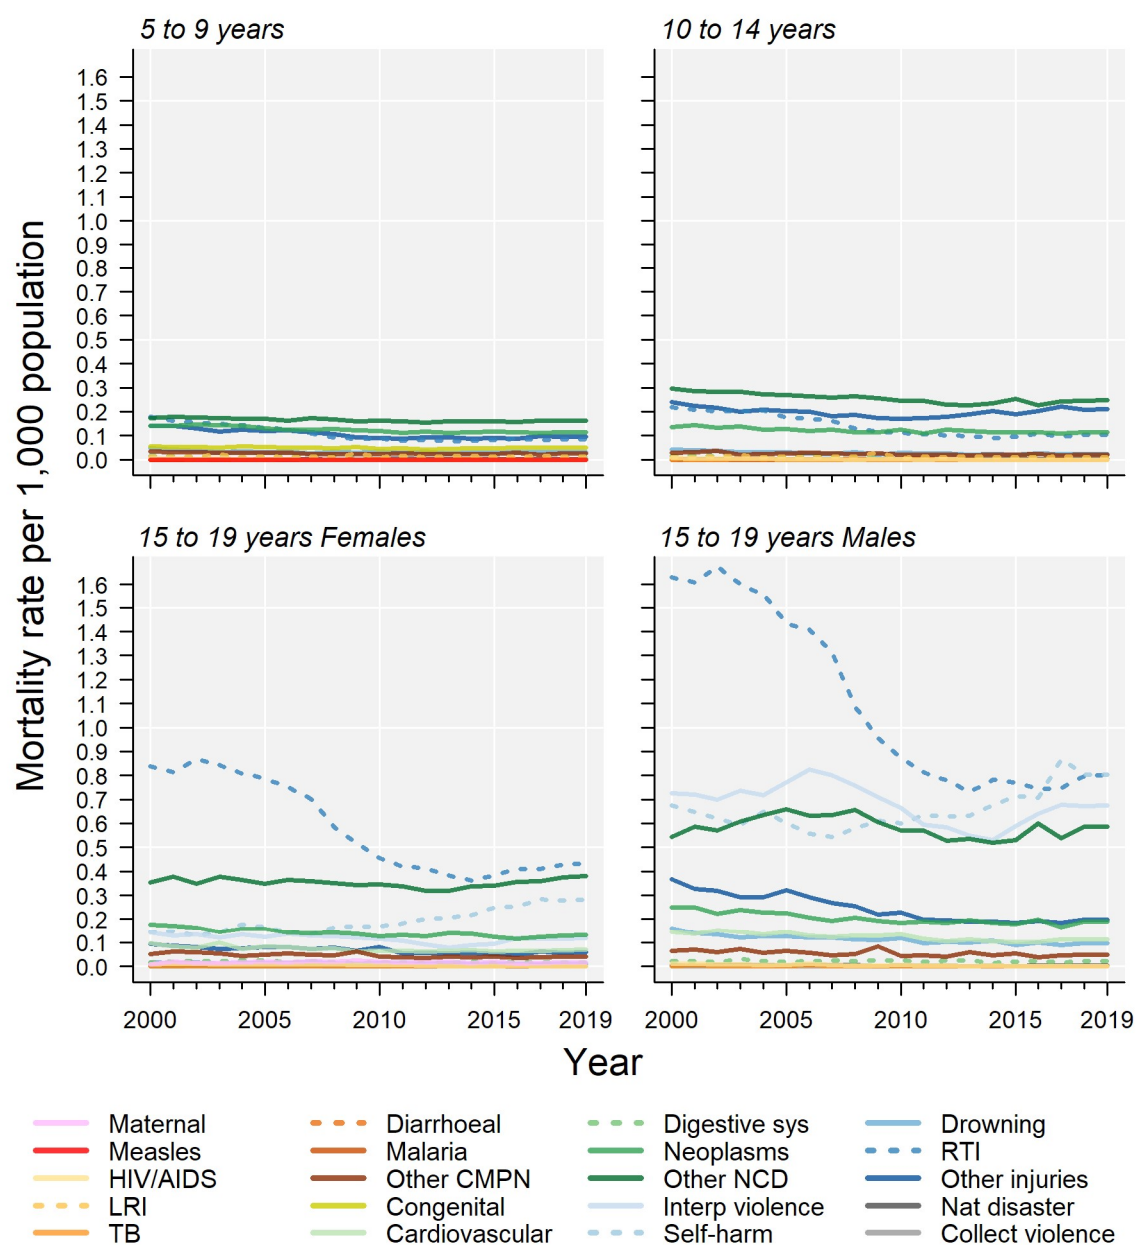 5 to 9 years
10 to 14 years
1.6
1.5
1.4
1.3
1.2
1.1
1.0
0.9
0.8
0.7
0.6
0.5
0.4
0.3
0.2
0.1
0.0
Mortality rate per 1,000 population
15 to 19 years Females
15 to 19 years Males
1.6
1.5
1.4
1.3
1.2
1.1
1.0
0.9
0.8
0.7
0.6
0.5
0.4
0.3
0.2
0.1
0.0
2000 2005 2010 2015 2019
2000 2005 2010 2015 2019
Year
Maternal Diarrhoeal Digestive sys Drowning
Measles Malaria Neoplasms RTI
HIV/AIDS Other CMPN Other NCD Other injuries
LRI Congenital Interp violence Nat disaster
TB Cardiovascular Self-harm Collect violence